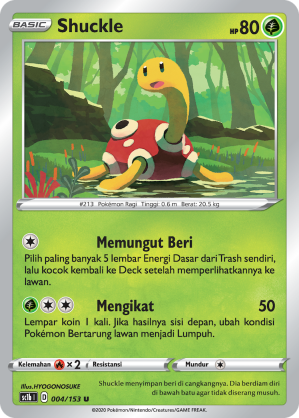 BASIC Shuckle HP 80
#213 Pokémon Ragi Tinggi: 0.6 m Berat: 20.5 kg
Memungut Beri
Pilih paling banyak 5 lembar Energi Dasar dari Trash sendiri,
lalu kocok kembali ke Deck setelah memperlihatkannya ke
lawan.
Mengikat 50
Lempar koin 1 kali. Jika hasilnya sisi depan, ubah kondisi
Pokémon Bertarung lawan menjadi Lumpuh.
Kelemahan ×2 Resistansi Mundur
Illus. HYOGONOSUKE
sc1b I D 004/153 U
Shuckle menyimpan beri di cangkangnya. Dia berdiam diri
di bawah batu agar tidak diserang musuh.
©2020 Pokémon/Nintendo/Creatures/GAME FREAK.